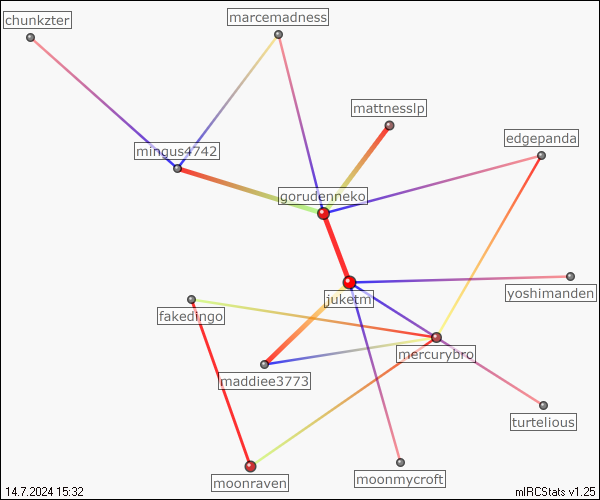 chunkzter
marcemadness
mattnesslp
edgepanda
mingus4742
gorudenneko
yoshimanden
juketm
fakedingo
mercurybro
maddiee3773
turtelious
moonraven
moonmycroft
14.7.2024 15:32
mIRCStats v1.25